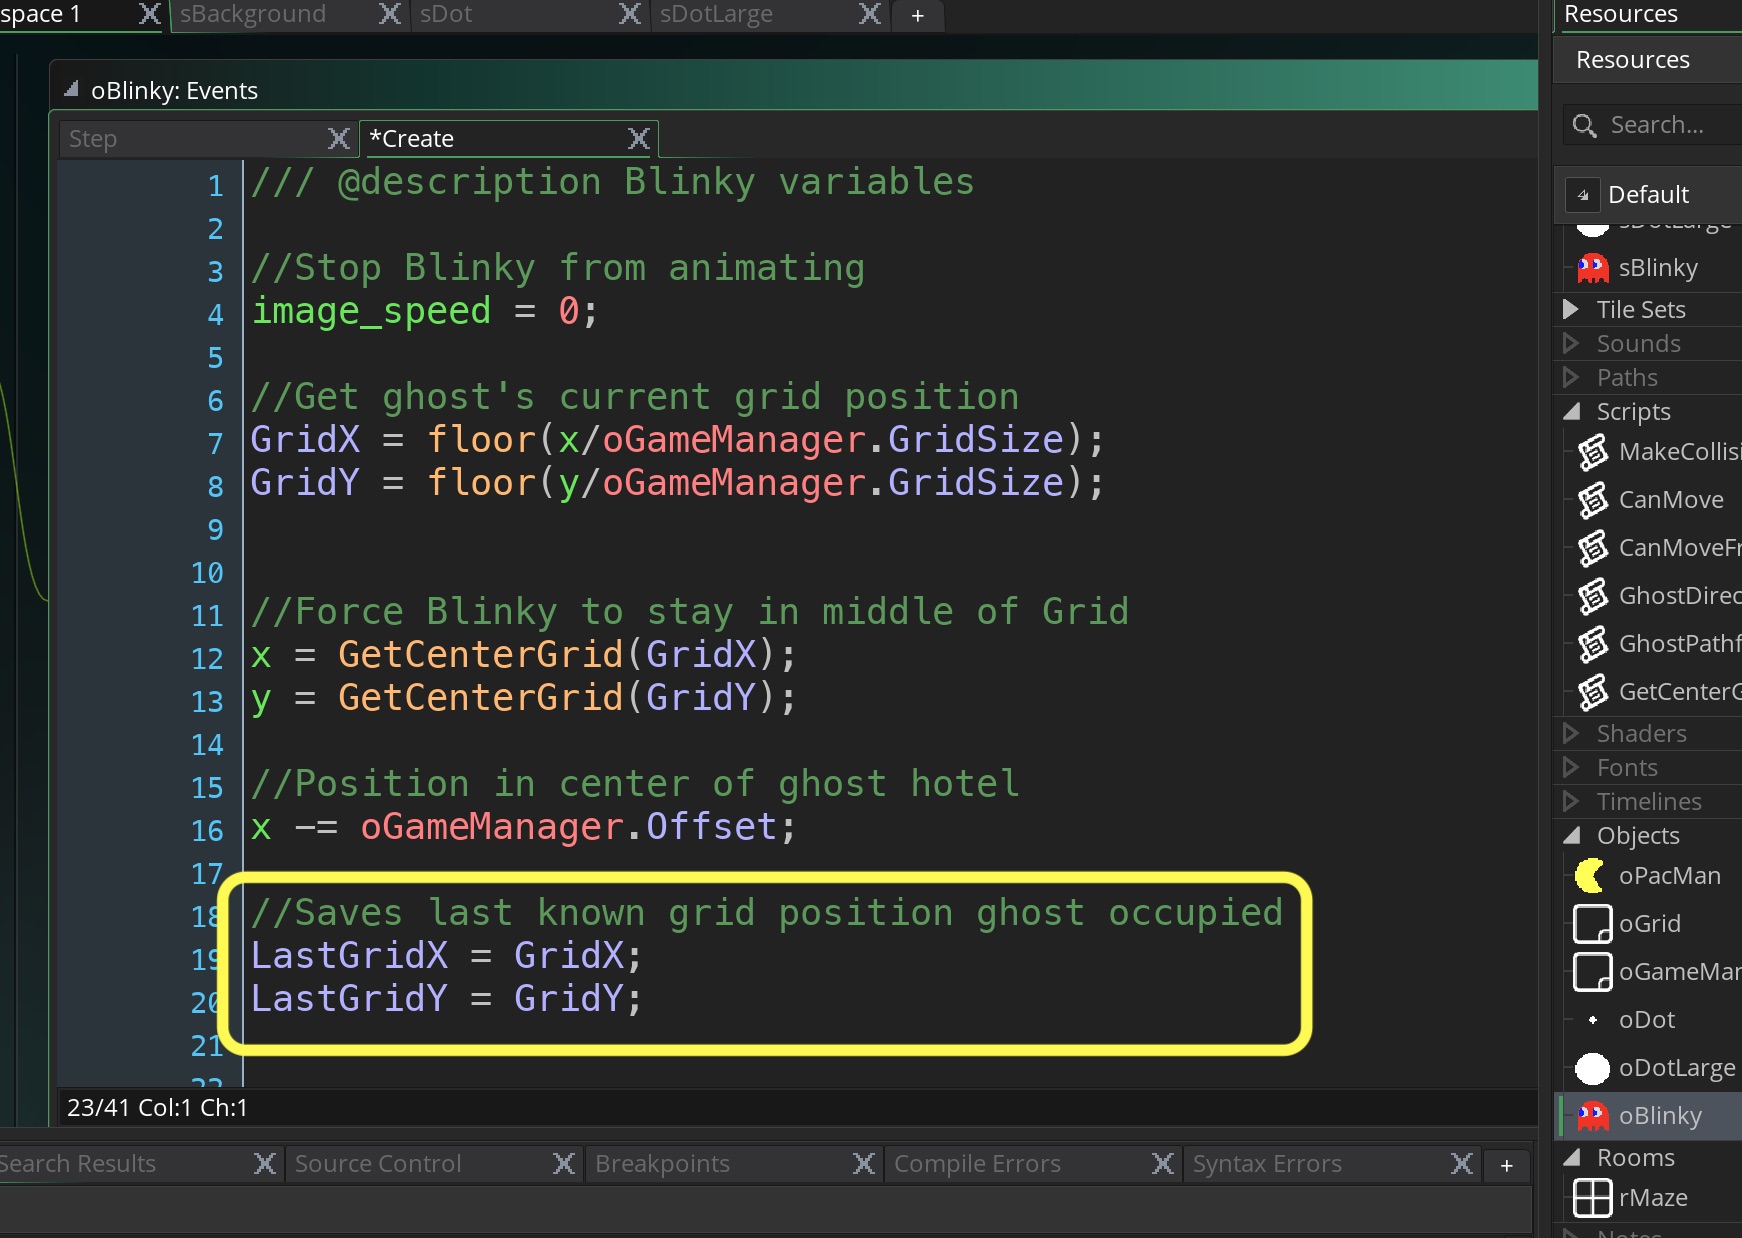 space 1
sBackground
sDot
sDotLarge
+
Resources
Resources
oBlinky: Events
Step
*Create
Search...
Default
1 /// @description Blinky variables
2
3 //Stop Blinky from animating
4 image_speed = 0;
5
6 //Get ghost's current grid position
7 GridX = floor(x/oGameManager.GridSize);
8 GridY = floor(y/oGameManager.GridSize);
9
10
11 //Force Blinky to stay in middle of Grid
12 x = GetCenterGrid(GridX);
13 y = GetCenterGrid(GridY);
14
15 //Position in center of ghost hotel
16 x -= oGameManager.Offset;
17
18 //Saves last known grid position ghost occupied
19 LastGridX = GridX;
20 LastGridY = GridY;
21
22
23/41 Col:1 Ch:1
sDotLarge
sBlinky
Tile Sets
Sounds
Paths
Scripts
MakeCollisi
CanMove
CanMoveFr
GhostDirec
GhostPathf
GetCenterG
Shaders
Fonts
Timelines
Objects
oPacMan
oGrid
oGameMan
oDot
oDotLarge
oBlinky
Rooms
rMaze
Notes
Search Results
Source Control
Breakpoints
Compile Errors
Syntax Errors
+